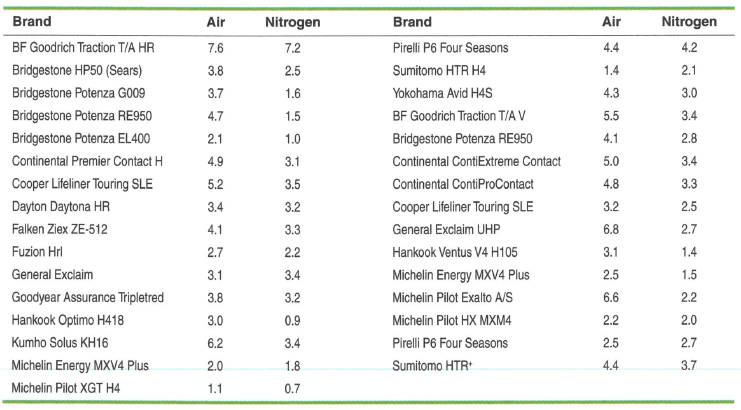 Brand Air Nitrogen Brand Air Nitrogen
BF Goodrich Traction T/A HR 7.6 7.2 Pirelli P6 Four Seasons 4.4 4.2
Bridgestone HP50 (Sears) 3.8 2.5 Sumitomo HTR H4 1.4 2.1
Bridgestone Potenza G009 3.7 1.6 Yokohama Avid H4S 4.3 3.0
Bridgestone Potenza RE950 4.7 1.5 BF Goodrich Traction T/A V 5.5 3.4
Bridgestone Potenza EL400 2.1 1.0 Bridgestone Potenza RE950 4.1 2.8
Continental Premier Contact H 4.9 3.1 Continental ContiExtreme Contact 5.0 3.4
Cooper Lifeliner Touring SLE 5.2 3.5 Continental ContiProContact 4.8 3.3
Dayton Daytona HR 3.4 3.2 Cooper Lifeliner Touring SLE 3.2 2.5
Falken Ziex ZE-512 4.1 3.3 General Exclaim UHP 6.8 2.7
Fuzion Hrl 2.7 2.2 Hankook Ventus V4 H105 3.1 1.4
General Exclaim 3.1 3.4 Michelin Energy MXV4 Plus 2.5 1.5
Goodyear Assurance Tripletred 3.8 3.2 Michelin Pilot Exalto A/S 6.6 2.2
Hankook Optimo H418 3.0 0.9 Michelin Pilot HX MXM4 2.2 2.0
Kumho Solus KH16 6.2 3.4 Pirelli P6 Four Seasons 2.5 2.7
Michelin Energy MXV4 Plus 2.0 1.8 Sumitomo HTR+ 4.4 3.7
Michelin Pilot XGT H4 1.1 0.7